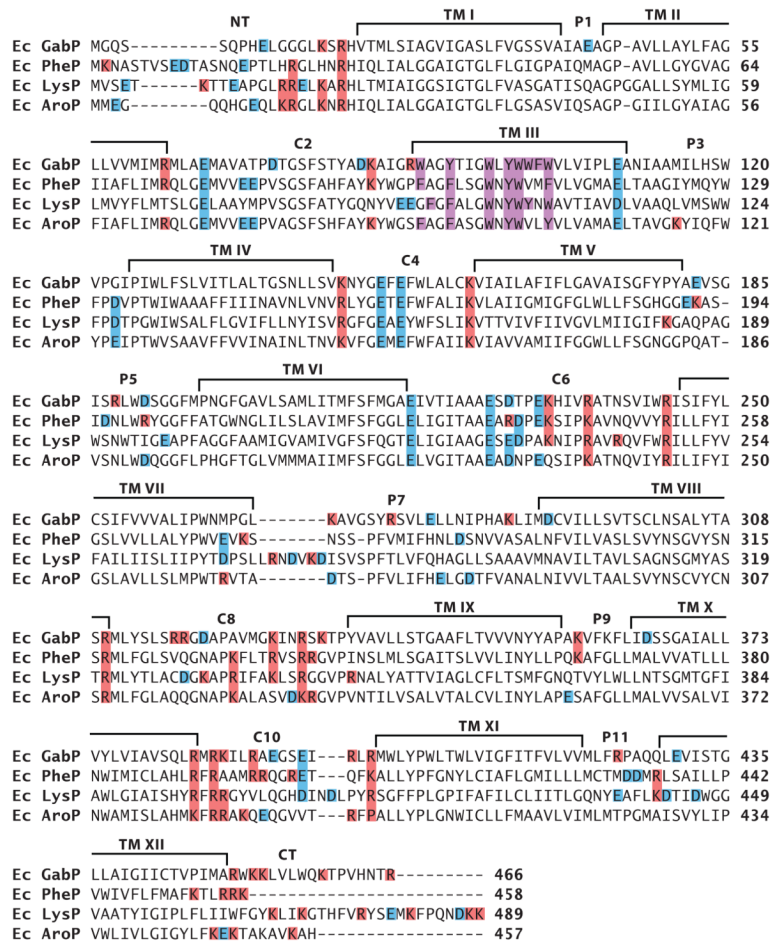 NT TM I P1 TM II
Ec GabP MGQS---------SQPHELGGGLKSRHVTMLSIAGVIGASLFVGSSVAIAEAGP-AVLLAYLFAG 55
Ec PheP MKNASTVSEDTASNQEPTLHRGLHNRHIQLIALGGAIGTGLFLGIGPAIQMAGP-AVLLGYGVAG 64
Ec LysP MVSET------KTTEAPGLRRELKARHLTMIAIGGSIGTGLFVASGATISQAGPGGALLSYMLIG 59
Ec AroP MMEG---------QQHGEQLKRGLKNRHIQLIALGGAIGTGLFLGSASVIQSAGP-GIILGYAIAG 56
C2 TM III P3
Ec GabP LLVVMIMRMLAEMAVATPDTGSFSTYADKAIGRWAGYTIGWLYWWFWVLVIPLEANIAAMILHSW 120
Ec PheP IIAFLIMRQLGEMVVEEPVSGSFAHFAYKYWGPFAGFLSGWNYWVMFVLVGMAELTAAGIYMQYW 129
Ec LysP LMVYFLMTSLGELAAYMPVSGSFATYGQNYVEEGFGFALGWNYWYNWAVTIAVDLVAAQLVMSWW 124
Ec AroP FIAFLIMRQLGEMVVEEPVAGSFSHFAYKYWGSFAGFASGWNYWVLYVLVAMAELTAVGKYIQFW 121
TM IV C4 TM V
Ec GabP VPGIPIWLFSLVITLALTGSNLLSVKNYGEFEFWLALCKVIAILAFIFLGAVAISGFYPYAEVSG 185
Ec PheP FPDVPTWIWAAAFFIIINAVNLVNVRLYGETEFWFALIKVLAIIGMIGFGLWLLFSGHGGEKAS- 194
Ec LysP FPDTPGWIWSALFLGVIFLLNYISVRGFGEAEYWFSLIKVTTVIVFIIVGVLMIIGIFKGAQPAG 189
Ec AroP YPEIPTWVSAAVFFVVINAINLTNVKVFGEMEFWFAIIKVIAVVAMIIFGGWLLFSGNGGPQAT- 186
P5 TM VI C6
Ec GabP ISRLWDSGGFMPNGFGAVLSAMLITMFSFMGAEIVTIAAAESDTPEKHIVRATNSVIWRISIFYL 250
Ec PheP IDNLWRYGGFFATGWNGLILSLAVIMFSFGGLELIGITAAEARDPEKSIPKAVNQVVYRILLFYI 258
Ec LysP WSNWTIGEAPFAGGFAAMIGVAMIVGFSFQGTELIGIAAGESEDPAKNIPRAVRQVFWRILLFYV 254
Ec AroP VSNLWDQGGFLPHGFTGLVMMMAIIMFSFGGLELVGITAAEADNPEQSIPKATNQVIYRILIFYI 250
TM VII P7 TM VIII
Ec GabP CSIFVVVALIPWNMPGL-------KAVGSYRSVLELLNIPHAKLIMDCVILLSVTSCLNSALYTA 308
Ec PheP GSLVVLLALYPWVEVKS-------NSSPFVMIFHNLDSNVVASALNFVILVASLSVYNSGVYSN 315
Ec LysP FAILIISLIIPYTDPSLLRNDVKDISVSPFTLVFQHAGLLSAAAVMNAVILTAVLSAGNSGMYAS 319
Ec AroP GSLAVLLSLMPWTRVTA-------DTS-PFVLIFHELGDTFVANALNIVVLTAALSVYNSCVYCN 307
C8 TM IX P9 TM X
Ec GabP SRMLYSLSRRGDAPAVMGKINRSKTPYVAVLLSTGAAFLTVVVNYYAPAKVFKFLIDSSGAIALL 373
Ec PheP SRMLFGLSVQGNAPKFLTRVSRRGVPINSLMLSGAITSLVVLINYLLPQKAFGLLMALVVATLLL 380
Ec LysP TRMLYTLACDGKAPRIFAKLSRGGVPRNALYATTVIAGLCFLTSMFGNQTVYLWLLNTSGMTGFI 384
Ec AroP SRMLFGLAQQGNAPKALASVDKRGVPVNTILVSALVTALCVLINYLAPESAFGLLMALVVSALVI 372
C10 TM XI P11
Ec GabP VYLVIAVSQLRMRKILRAEGSEI---RLRMWLYPWLTWLVIGFITFVLVVMLFRPAQQLEVISTG 435
Ec PheP NWIMICLAHLRFRAAMRRQGRET---QFKALLYPFGNYLCIAFLGMILLLMCTMDDMRLSAILLP 442
Ec LysP AWLGIAISHYRFRRGYVLQGHDINDLPYRSGFFPLGPIFAFILCLIITLGQNYEAFLKDTIDWGG 449
Ec AroP NWAMISLAHMKFRRAKQEQGVVT---RFPALLYPLGNWICLLFMAAVLVIMLMTPGMAISVYLIP 434
TM XII CT
Ec GabP LLAIGIICTVPIMARWKKLVLWKTPVHNTR--------- 466
Ec PheP VWIVFLFMAFKTLRRK----------------------- 458
Ec LysP VAATYIGIPLFLIIWFGYKLIKGTHFVRYSEMKFPQNDKK 489
Ec AroP VWLIVLGIGYLFKEKTAKAVKAH---------------- 457